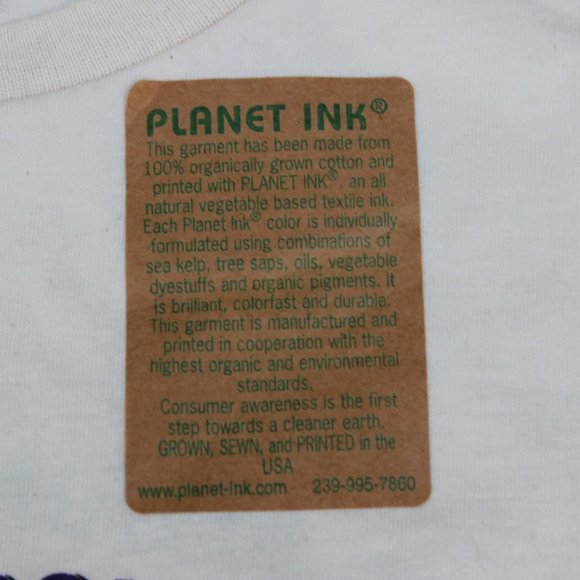 PLANET INK®
This garment has been made from
100% organically grown cotton and
printed with PLANET INK®, an all
natural vegetable based textile ink.
Each Planet Ink® color is individually
formulated using combinations of
sea kelp, tree saps, oils, vegetable
dyestuffs and organic pigments. It
is brilliant, colorfast and durable.
This garment is manufactured and
printed in cooperation with the
highest organic and environmental
standards.
Consumer awareness is the first
step towards a cleaner earth.
GROWN, SEWN, and PRINTED in the
USA
www.planet-ink.com 239-995-7860